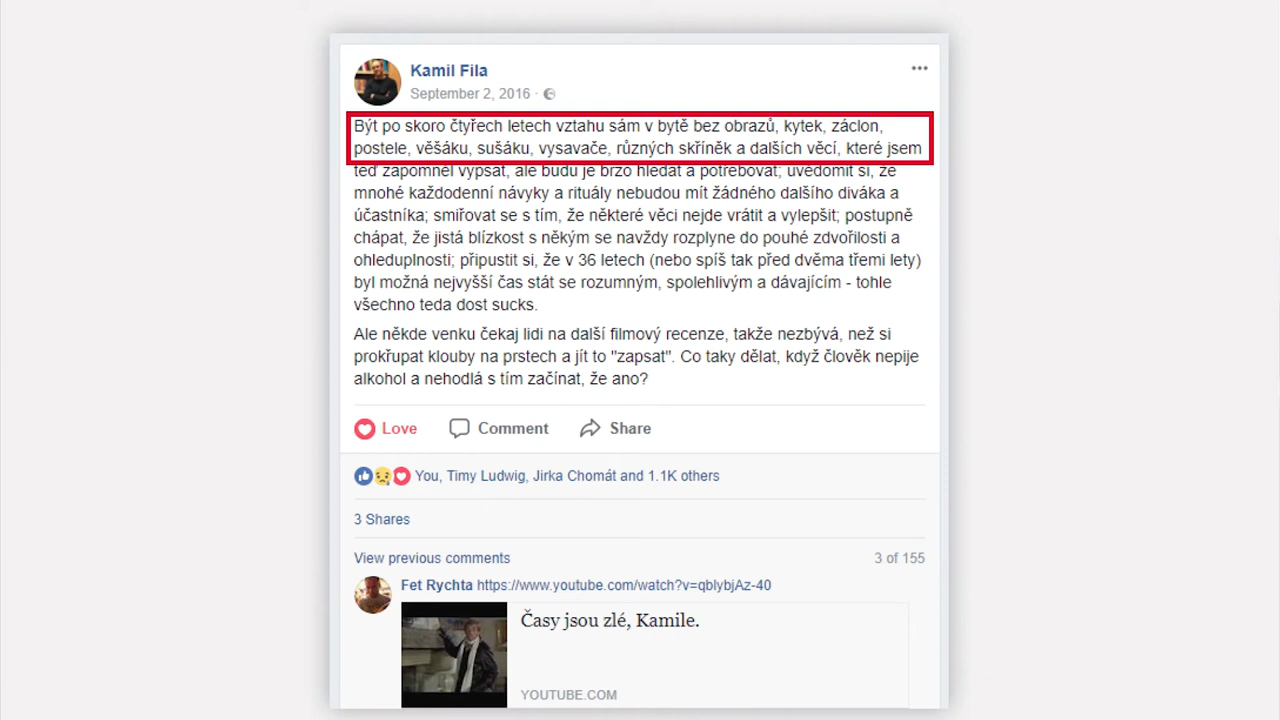 Kamil Fila
September 2, 2016 ·
Být po skoro čtyřech letech vztahu sám v bytě bez obrazů, kytek, záclon,
postele, věšáku, sušáku, vysavače, různých skříněk a dalších věcí, které jsem
teď zapomněl vypsat, ale budu je brzo hledat a potřebovat; uvědomit si, že
mnohé každodenní návyky a rituály nebudou mít žádného dalšího diváka a
účastníka; smiřovat se s tím, že některé věci nejde vrátit a vylepšit; postupně
chápat, že jistá blízkost s někým se navždy rozplyne do pouhé zdvořilosti a
ohleduplnosti; připustit si, že v 36 letech (nebo spíš tak před dvěma třemi lety)
byl možná nejvyšší čas stát se rozumným, spolehlivým a dávajícím - tohle
všechno teda dost sucks.
Ale někde venku čekaj lidi na další filmový recenze, takže nezbývá, než si
prokřupat klouby na prstech a jít to "zapsat". Co taky dělat, když člověk nepije
alkohol a nehodlá s tím začínat, že ano?
Love Comment Share
You, Timy Ludwig, Jirka Chomát and 1.1K others
3 Shares
View previous comments 3 of 155
Fet Rychta https://www.youtube.com/watch?v=qblybjAz-40
Časy jsou zlé, Kamile.
YOUTUBE.COM